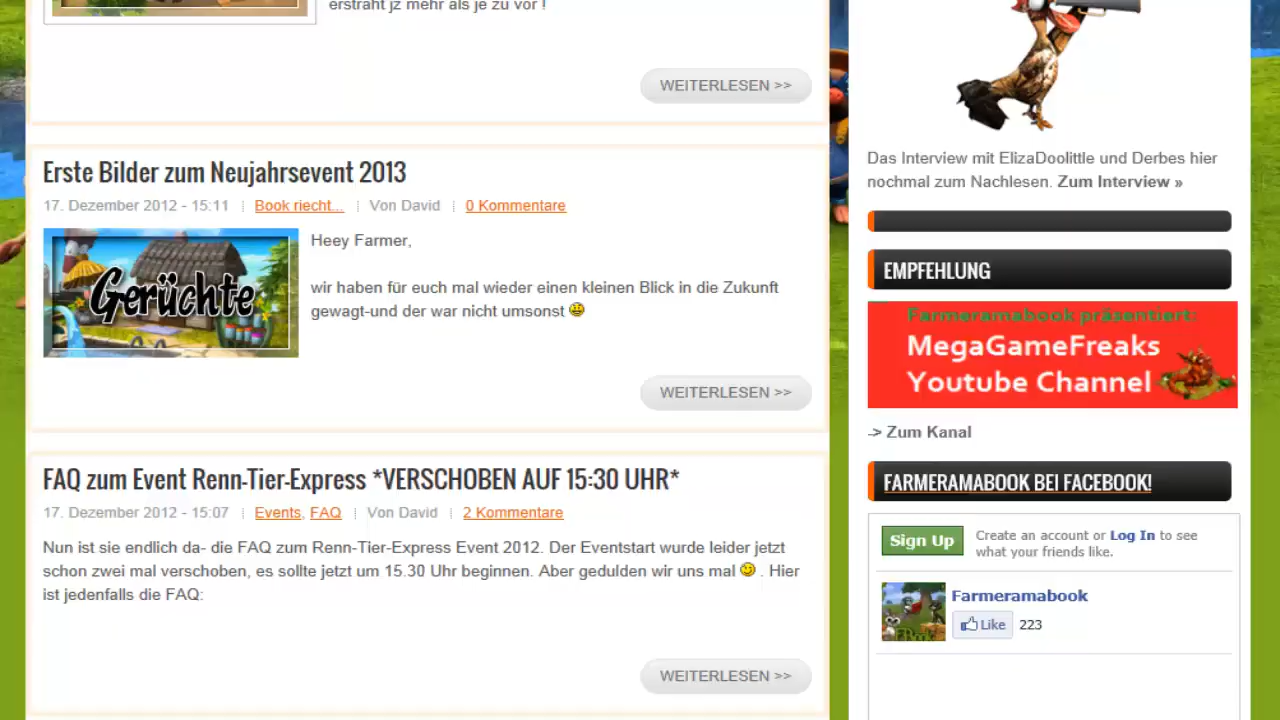 erstraht jz mehr als je zu vor !
WEITERLESEN >>
Erste Bilder zum Neujahrsevent 2013
17. Dezember 2012 - 15:11 Book riecht... Von David 0 Kommentare
Gerüchte
Heey Farmer,
wir haben für euch mal wieder einen kleinen Blick in die Zukunft
gewagt-und der war nicht umsonst
WEITERLESEN >>
FAQ zum Event Renn-Tier-Express *VERSCHOBEN AUF 15:30 UHR*
17. Dezember 2012 - 15:07 Events, FAQ Von David 2 Kommentare
Nun ist sie endlich da- die FAQ zum Renn-Tier-Express Event 2012. Der Eventstart wurde leider jetzt
schon zwei mal verschoben, es sollte jetzt um 15.30 Uhr beginnen. Aber gedulden wir uns mal . Hier
ist jedenfalls die FAQ:
WEITERLESEN >>
Das Interview mit ElizaDoolittle und Derbes hier
nochmal zum Nachlesen. Zum Interview »
EMPFEHLUNG
Farmeramabook präsentiert:
MegaGameFreaks
Youtube Channel
-> Zum Kanal
FARMERAMABOOK BEI FACEBOOK!
Sign Up Create an account or Log In to see
what your friends like.
Farmeramabook
Like 223